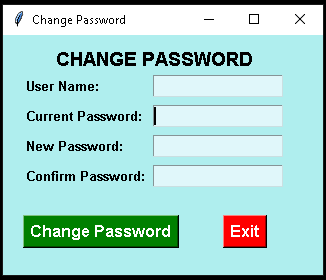 Change Password
CHANGE PASSWORD
User Name:
Current Password:
New Password:
Confirm Password:
Change Password Exit